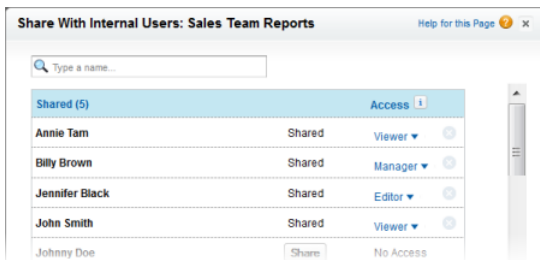 Share With Internal Users: Sales Team Reports Help for this Page ? x
Type a name...
Shared (5) Access i
Annie Tam Shared Viewer
Billy Brown Shared Manager
Jennifer Black Shared Editor
John Smith Shared Viewer
Johnny Doe Share No Access